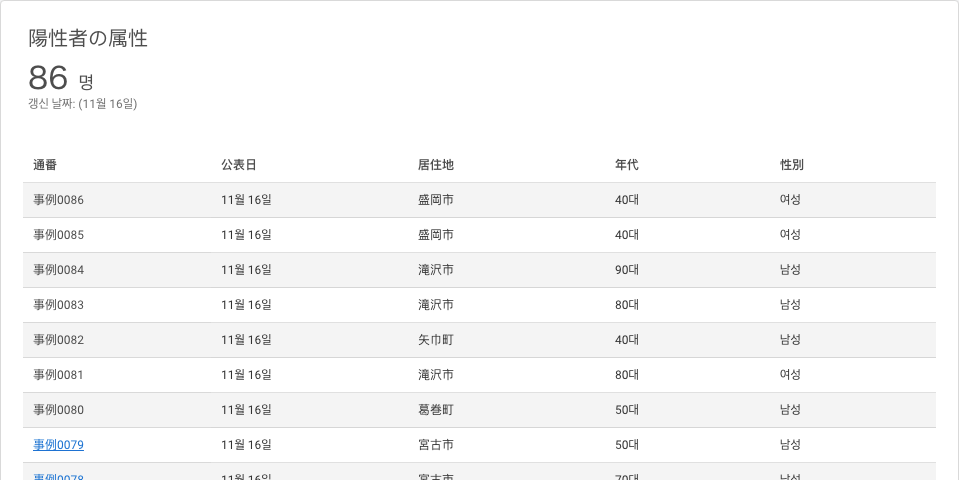 陽性者の属性
86 명
갱신 날짜: (11월 16일)
通番 公表日 居住地 年代 性別
事例0086 11월 16일 盛岡市 40대 여성
事例0085 11월 16일 盛岡市 40대 여성
事例0084 11월 16일 滝沢市 90대 남성
事例0083 11월 16일 滝沢市 80대 남성
事例0082 11월 16일 矢巾町 40대 남성
事例0081 11월 16일 滝沢市 80대 여성
事例0080 11월 16일 葛巻町 50대 남성
事例0079 11월 16일 宮古市 50대 남성
事例0078 11월 16일 宮古市 70대 남성